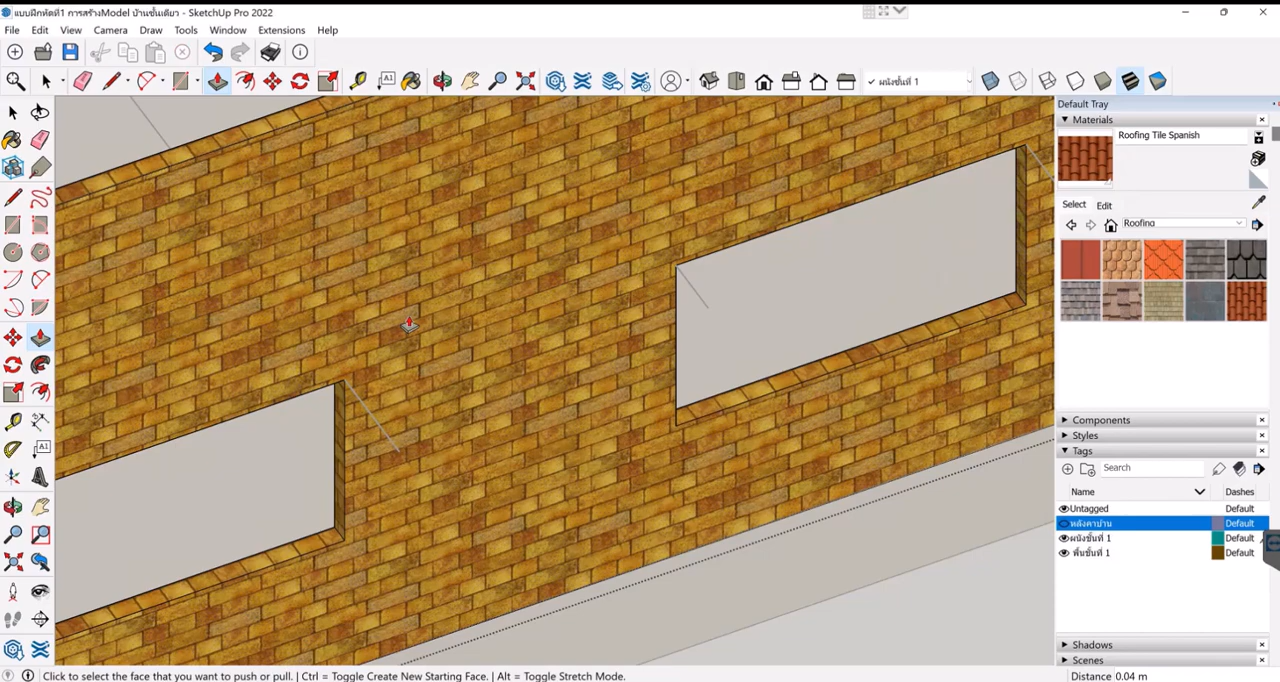 แบบฝึกหัดที่1 การสร้างModel บ้านชั้นเดียว - SketchUp Pro 2022
File Edit View Camera Draw Tools Window Extensions Help
✓ ผนังชั้นที่ 1
Default Tray
Materials
Roofing Tile Spanish
Select Edit
Roofing
Components
Styles
Tags
Search
Name Dashes
Untagged Default
หลังคาบ้าน Default
ผนังชั้นที่ 1 Default
พื้นชั้นที่ 1 Default
Shadows
Scenes
Click to select the face that you want to push or pull. | Ctrl = Toggle Create New Starting Face. | Alt = Toggle Stretch Mode. Distance 0.04 m